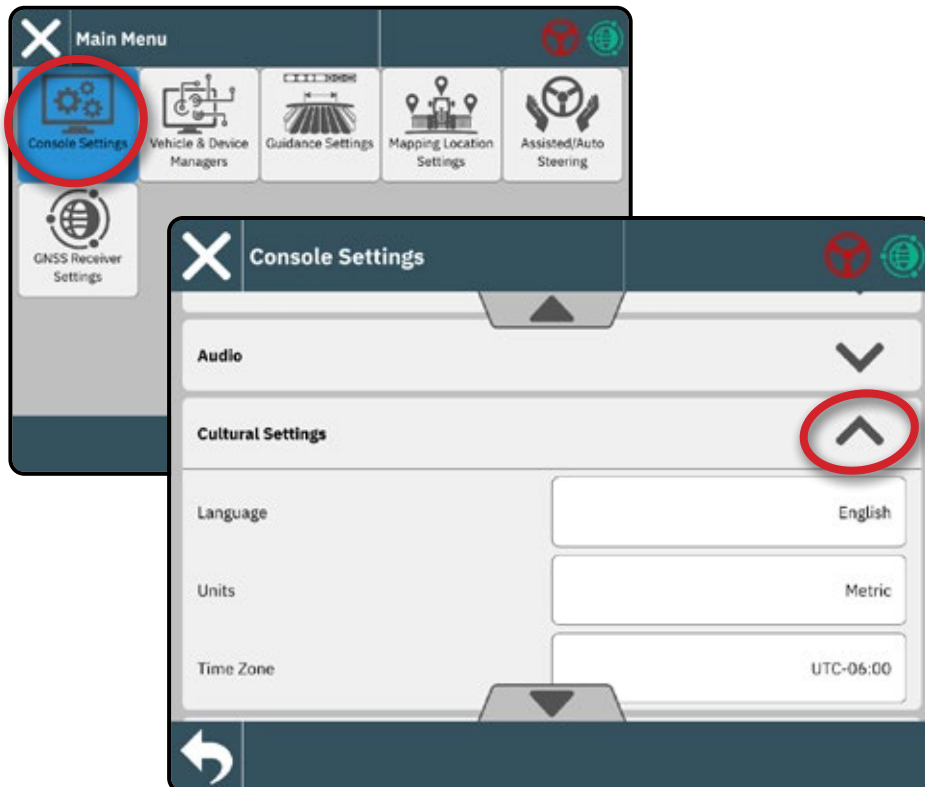 Main Menu
Console Settings
Vehicle & Device
Managers
Guidance Settings
Mapping Location
Settings
Assisted/Auto
Steering
GNSS Receiver
Settings
Console Settings
Audio
Cultural Settings
Language
English
Units
Metric
Time Zone
UTC-06:00